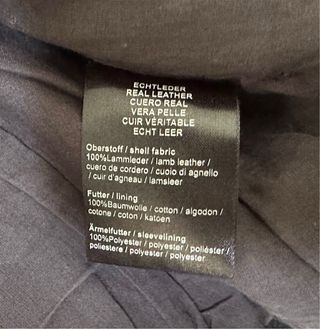 ECHTLEDER
REAL LEATHER
CUERO REAL
VERA PELLE
CUIR VÉRITABLE
ECHT LEER
Oberstoff / shell fabric
100%Lammleder / lamb leather /
cuero de cordero / cuoio di agnello
/ cuir d'agneau / lamsleer
Futter / lining
100%Baumwolle / cotton / algodon /
cotone / coton / katoen
Ärmelfutter / sleevelining
100%Polyester / polyester / poliéster /
poliestere / polyester / polyester